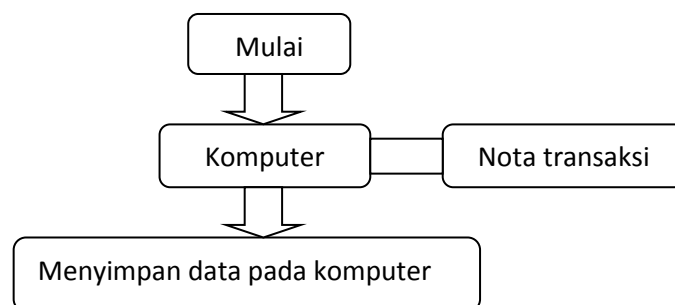 Mulai
Komputer
Nota transaksi
Menyimpan data pada komputer